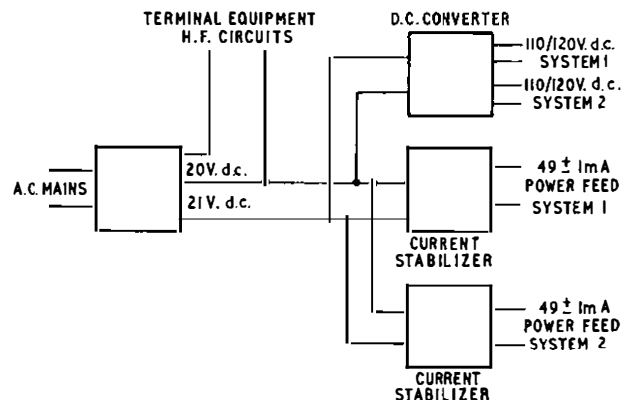 TERMINAL EQUIPMENT
H.F. CIRCUITS
D.C. CONVERTER
110/120V. d.c.
SYSTEM 1
110/120V. d.c.
SYSTEM 2
A.C. MAINS
20V. d.c.
21V. d.c.
49 ± 1mA
POWER FEED
SYSTEM 1
CURRENT
STABILIZER
49 ± 1mA
POWER FEED
SYSTEM 2
CURRENT
STABILIZER